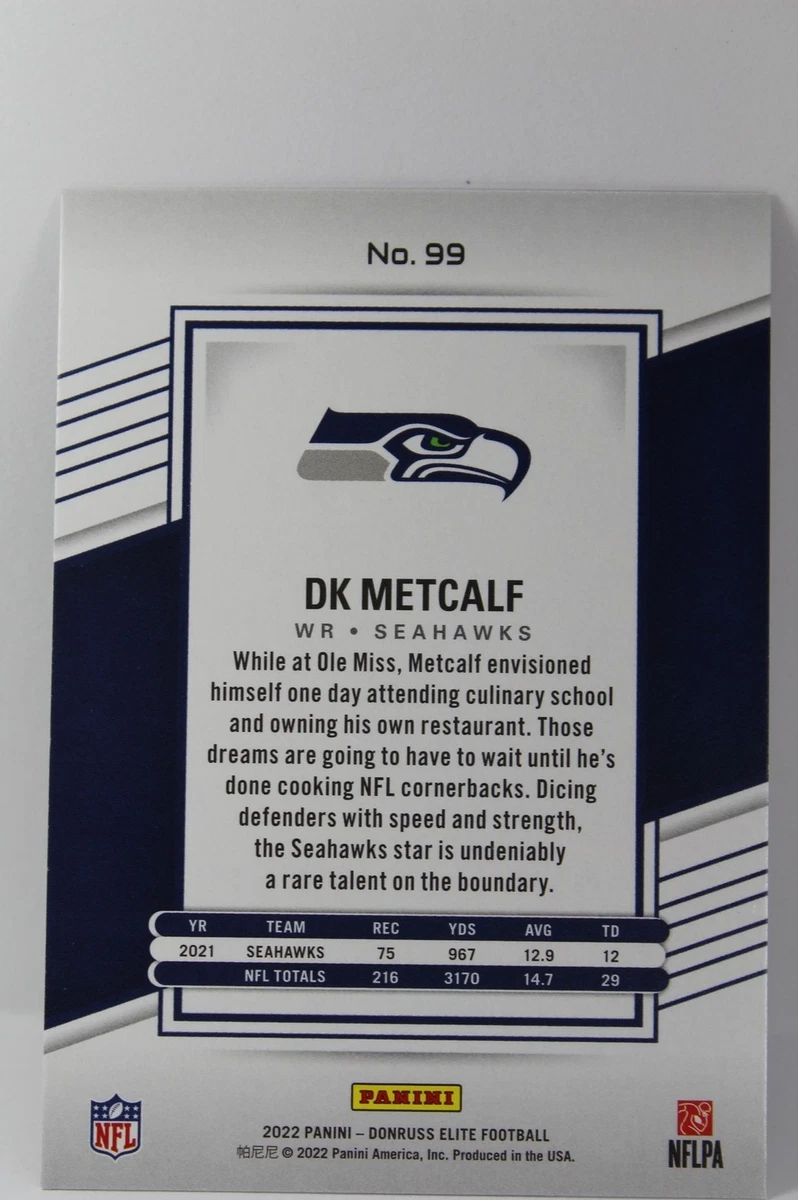 No. 99
DK METCALF
WR • SEAHAWKS
While at Ole Miss, Metcalf envisioned
himself one day attending culinary school
and owning his own restaurant. Those
dreams are going to have to wait until he's
done cooking NFL cornerbacks. Dicing
defenders with speed and strength,
the Seahawks star is undeniably
a rare talent on the boundary.
YR TEAM REC YDS AVG TD
2021 SEAHAWKS 75 967 12.9 12
NFL TOTALS 216 3170 14.7 29
PANINI
NFL
2022 PANINI – DONRUSS ELITE FOOTBALL
帕尼尼 © 2022 Panini America, Inc. Produced in the USA.
NFLPA